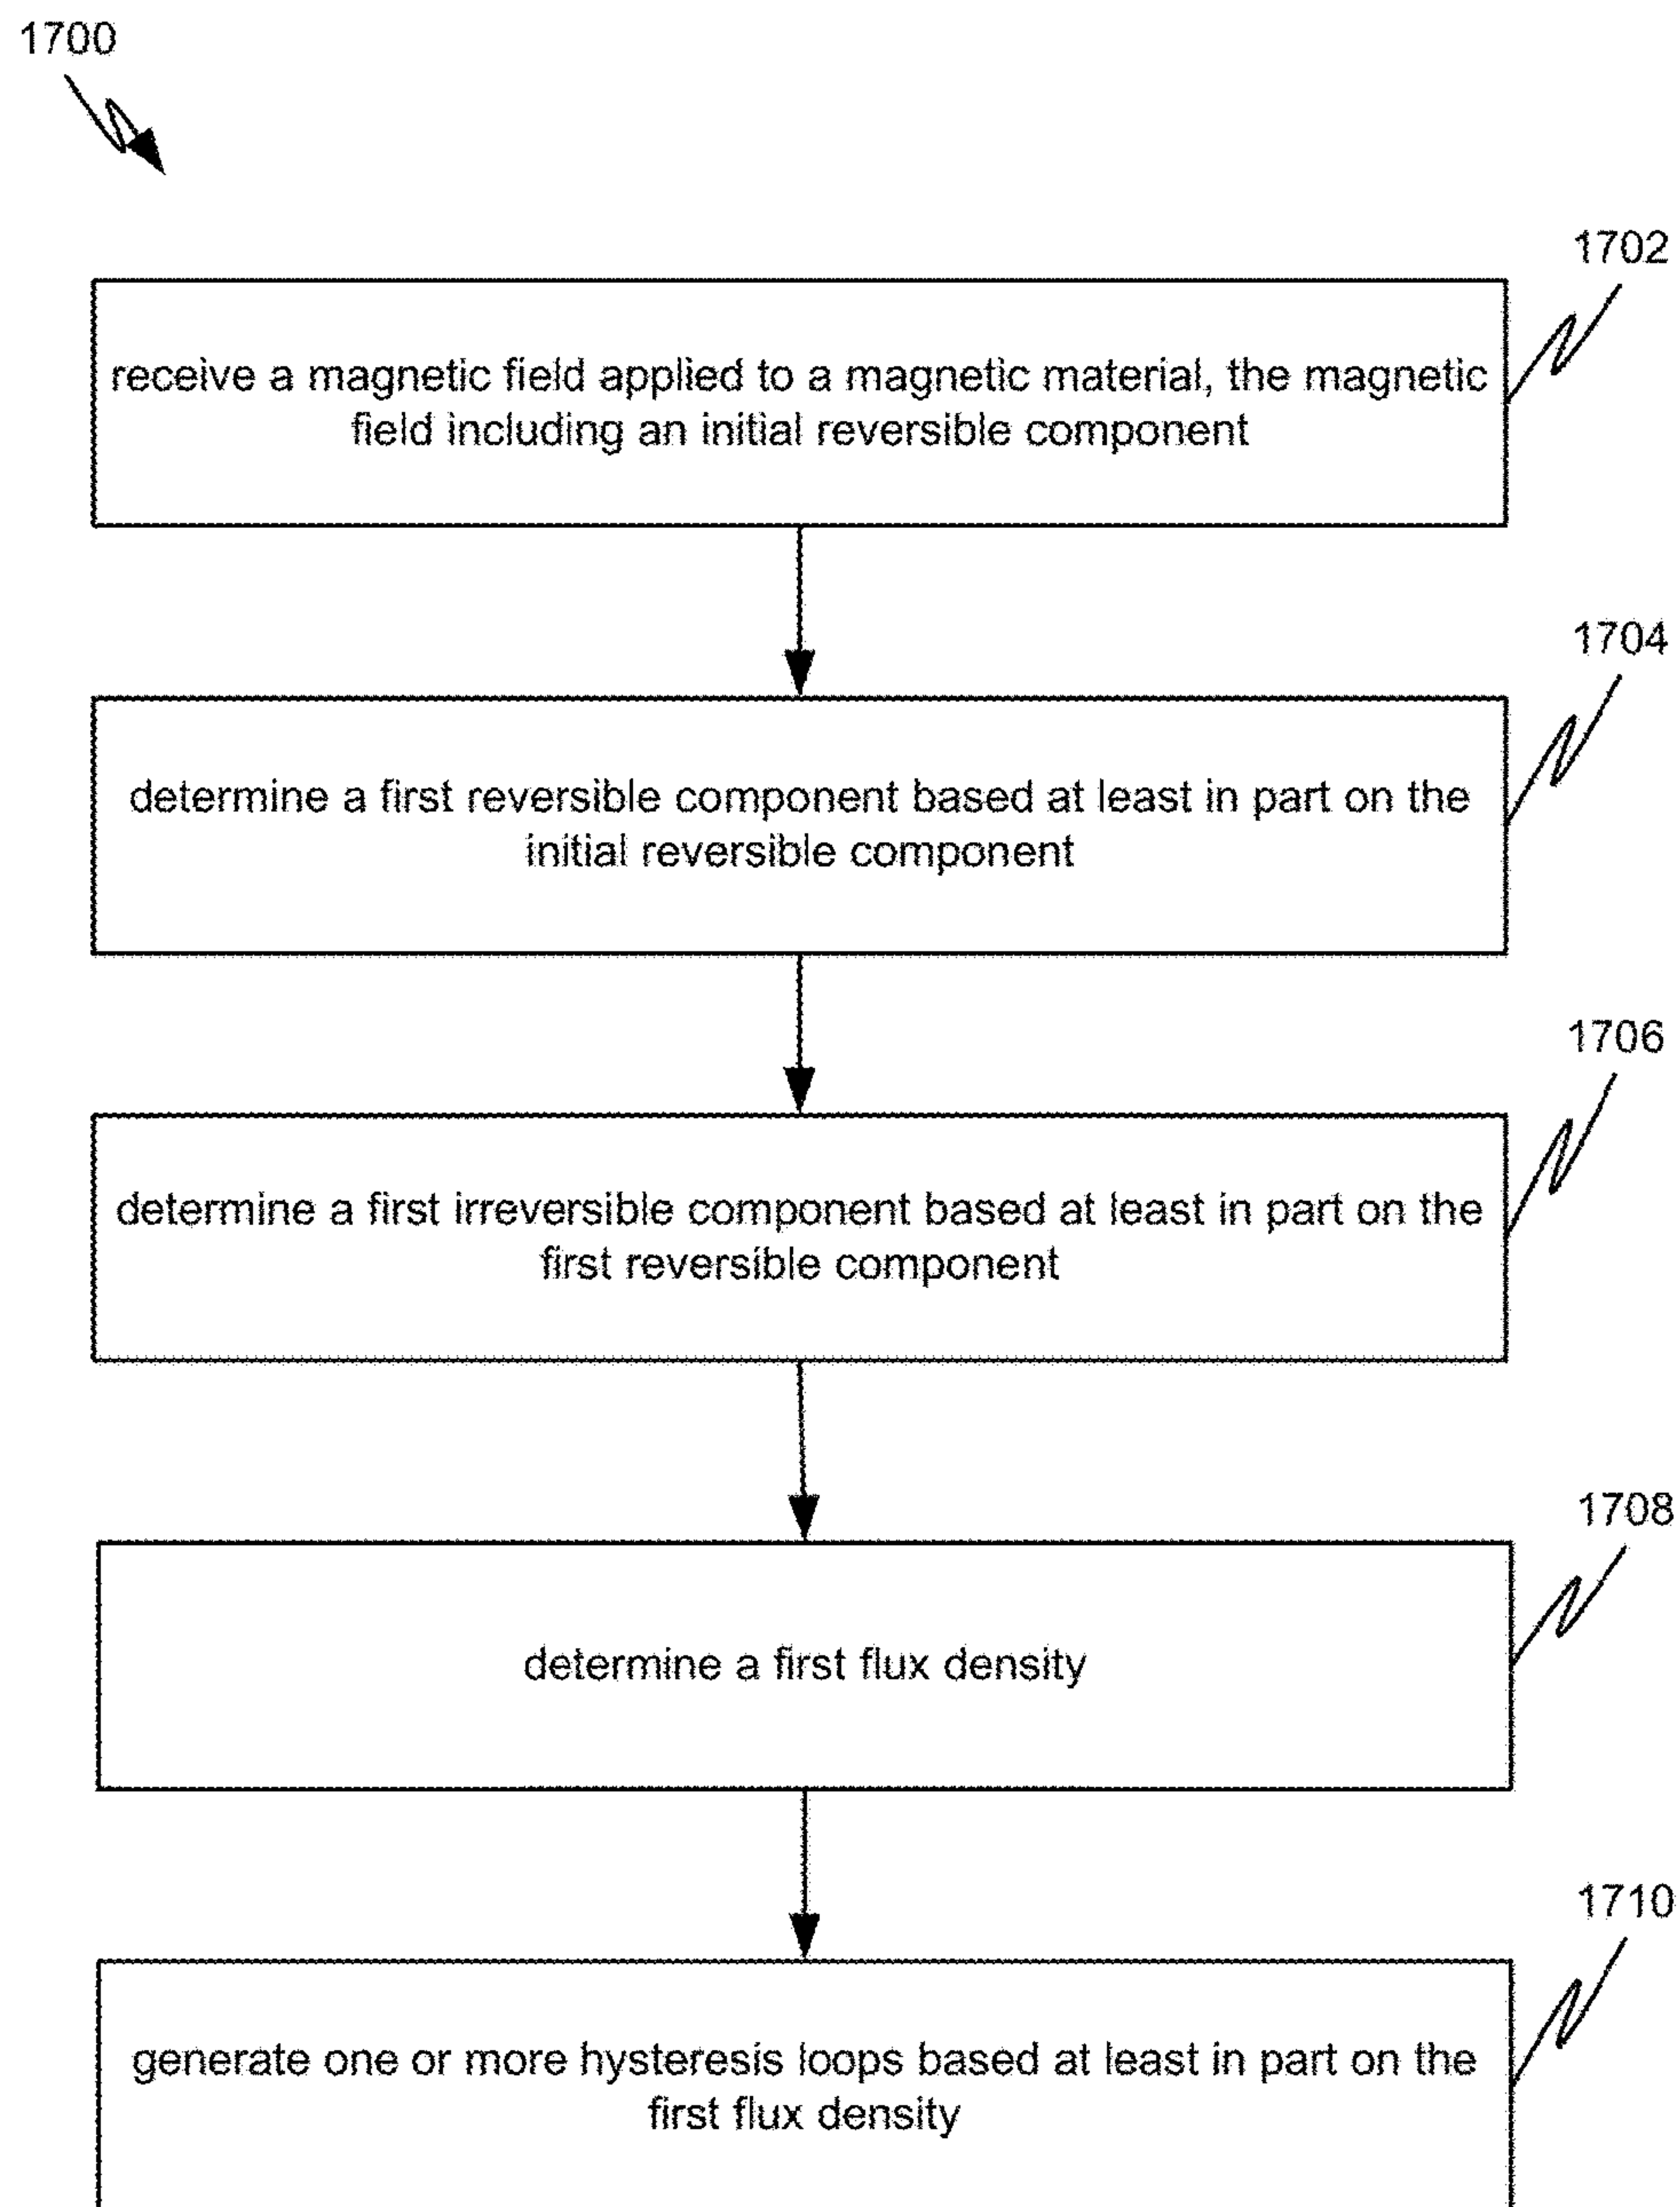 1700
1702
receive a magnetic field applied to a magnetic material, the magnetic
field including an initial reversible component
1704
determine a first reversible component based at least in part on the
initial reversible component
1706
determine a first irreversible component based at least in part on the
first reversible component
1708
determine a first flux density
1710
generate one or more hysteresis loops based at least in part on the
first flux density